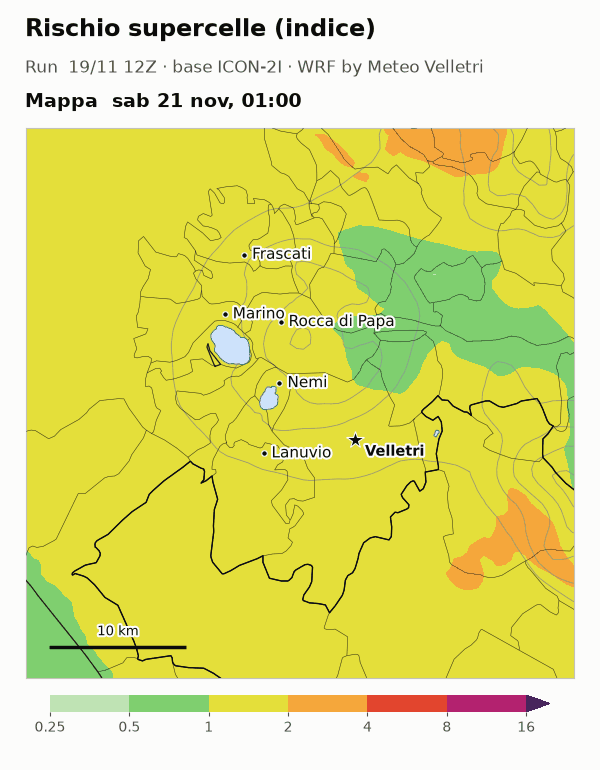 Rischio supercelle (indice)
Run  19/11 12Z · base ICON-2I · WRF by Meteo Velletri
Mappa  sab 21 nov, 01:00
Frascati
Marino
Rocca di Papa
Nemi
Velletri
Lanuvio
10 km
0.25 0.5 1 2 4 8 16